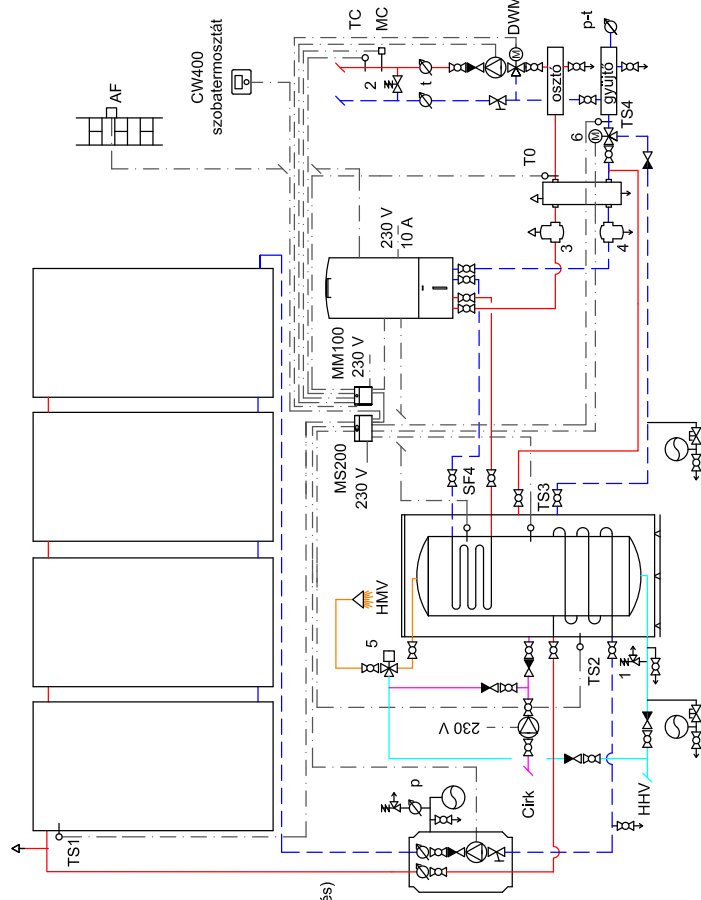 TC
MC
DWM
p-t
CW400
szobatermosztát
AF
2
t
M
osztó
gyűjtő
TS4
6
M
T0
230 V
10 A
3
4
MM100
230 V
MS200
230 V
SF4
TS3
HMV
5
TS2
1
230 V
Cirk
HHV
p
TS1
és)